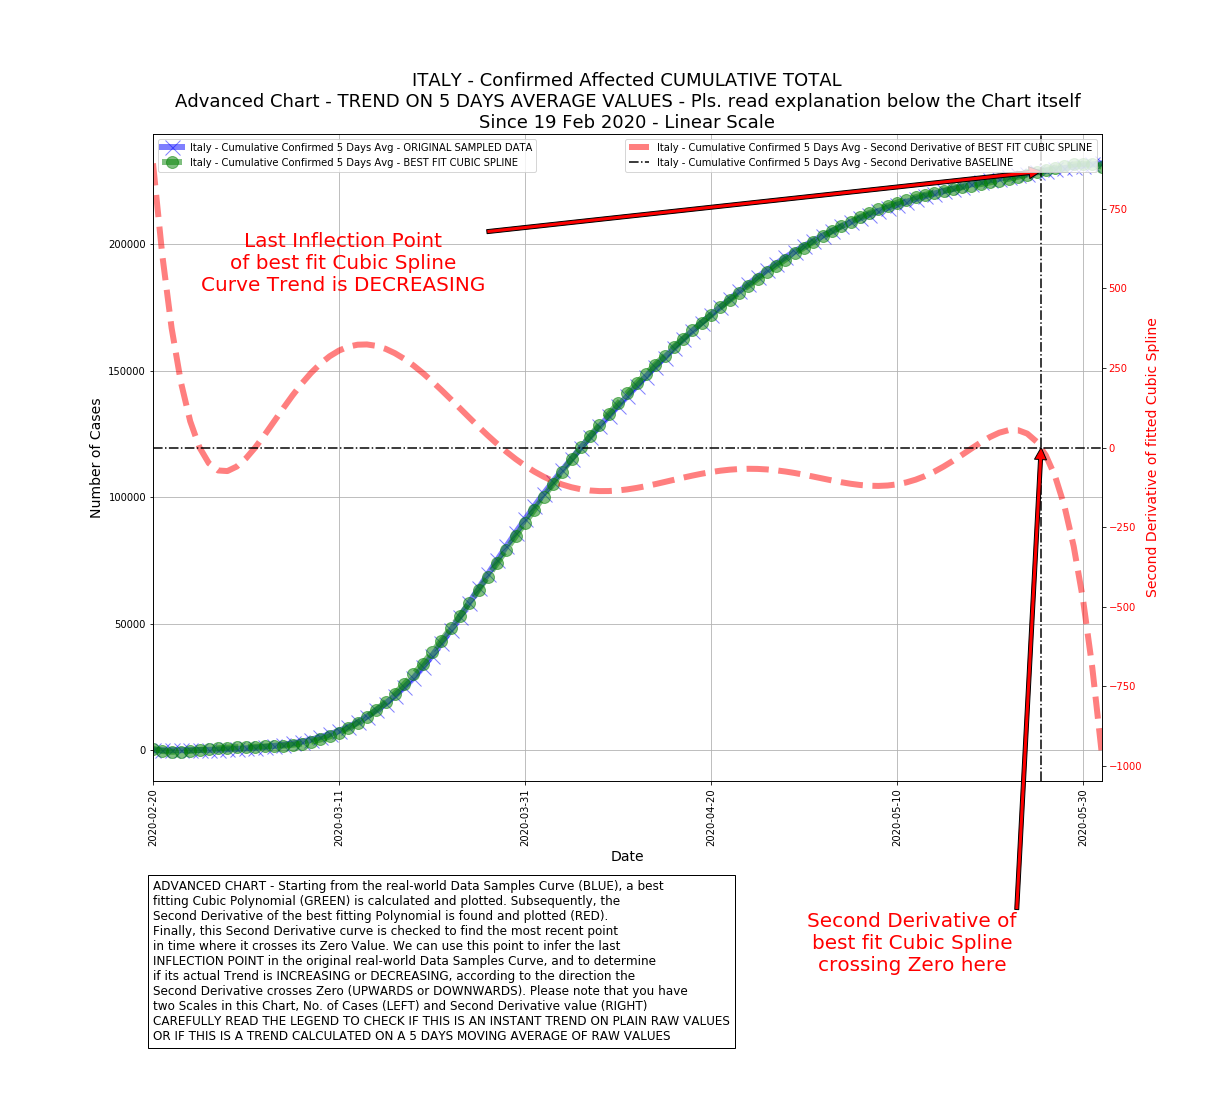 ITALY - Confirmed Affected CUMULATIVE TOTAL
Advanced Chart - TREND ON 5 DAYS AVERAGE VALUES - Pls. read explanation below the Chart itself
Since 19 Feb 2020 - Linear Scale
Italy - Cumulative Confirmed 5 Days Avg - ORIGINAL SAMPLED DATA
Italy - Cumulative Confirmed 5 Days Avg - BEST FIT CUBIC SPLINE
Italy - Cumulative Confirmed 5 Days Avg - Second Derivative of BEST FIT CUBIC SPLINE
Italy - Cumulative Confirmed 5 Days Avg - Second Derivative BASELINE
Last Inflection Point
of best fit Cubic Spline
Curve Trend is DECREASING
Number of Cases
200000
150000
100000
50000
0
750
500
250
0
−250
−500
−750
−1000
Second Derivative of fitted Cubic Spline
2020-02-20
2020-03-11
2020-03-31
2020-04-20
2020-05-10
2020-05-30
Date
ADVANCED CHART - Starting from the real-world Data Samples Curve (BLUE), a best
fitting Cubic Polynomial (GREEN) is calculated and plotted. Subsequently, the
Second Derivative of the best fitting Polynomial is found and plotted (RED).
Finally, this Second Derivative curve is checked to find the most recent point
in time where it crosses its Zero Value. We can use this point to infer the last
INFLECTION POINT in the original real-world Data Samples Curve, and to determine
if its actual Trend is INCREASING or DECREASING, according to the direction the
Second Derivative crosses Zero (UPWARDS or DOWNWARDS). Please note that you have
two Scales in this Chart, No. of Cases (LEFT) and Second Derivative value (RIGHT)
CAREFULLY READ THE LEGEND TO CHECK IF THIS IS AN INSTANT TREND ON PLAIN RAW VALUES
OR IF THIS IS A TREND CALCULATED ON A 5 DAYS MOVING AVERAGE OF RAW VALUES
Second Derivative of
best fit Cubic Spline
crossing Zero here